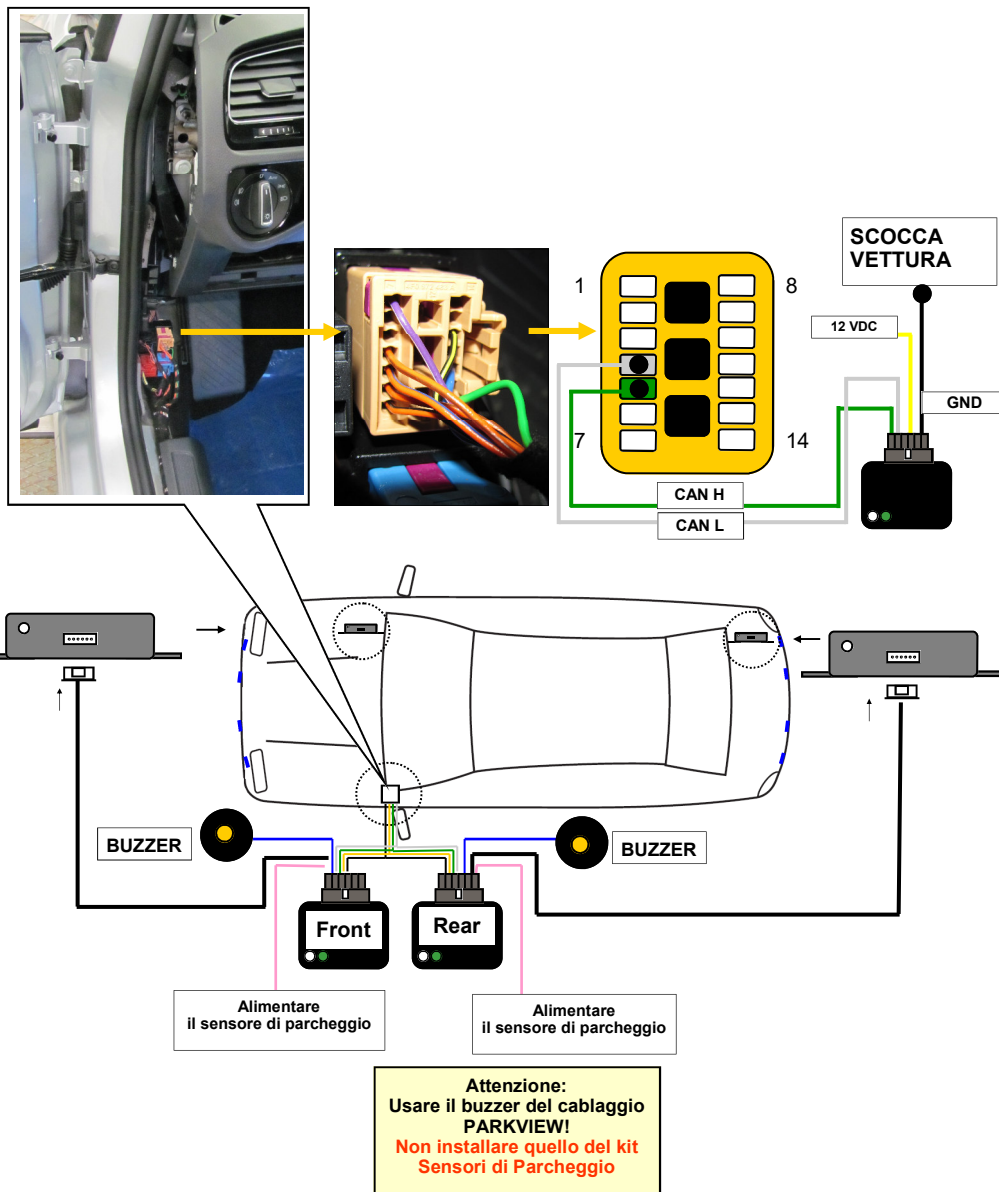 SCOCCA
VETTURA
1
8
12 VDC
GND
7
14
CAN H
CAN L
BUZZER
BUZZER
Front
Rear
Alimentare
il sensore di parcheggio
Alimentare
il sensore di parcheggio
Attenzione:
Usare il buzzer del cablaggio
PARKVIEW!
Non installare quello del kit
Sensori di Parcheggio